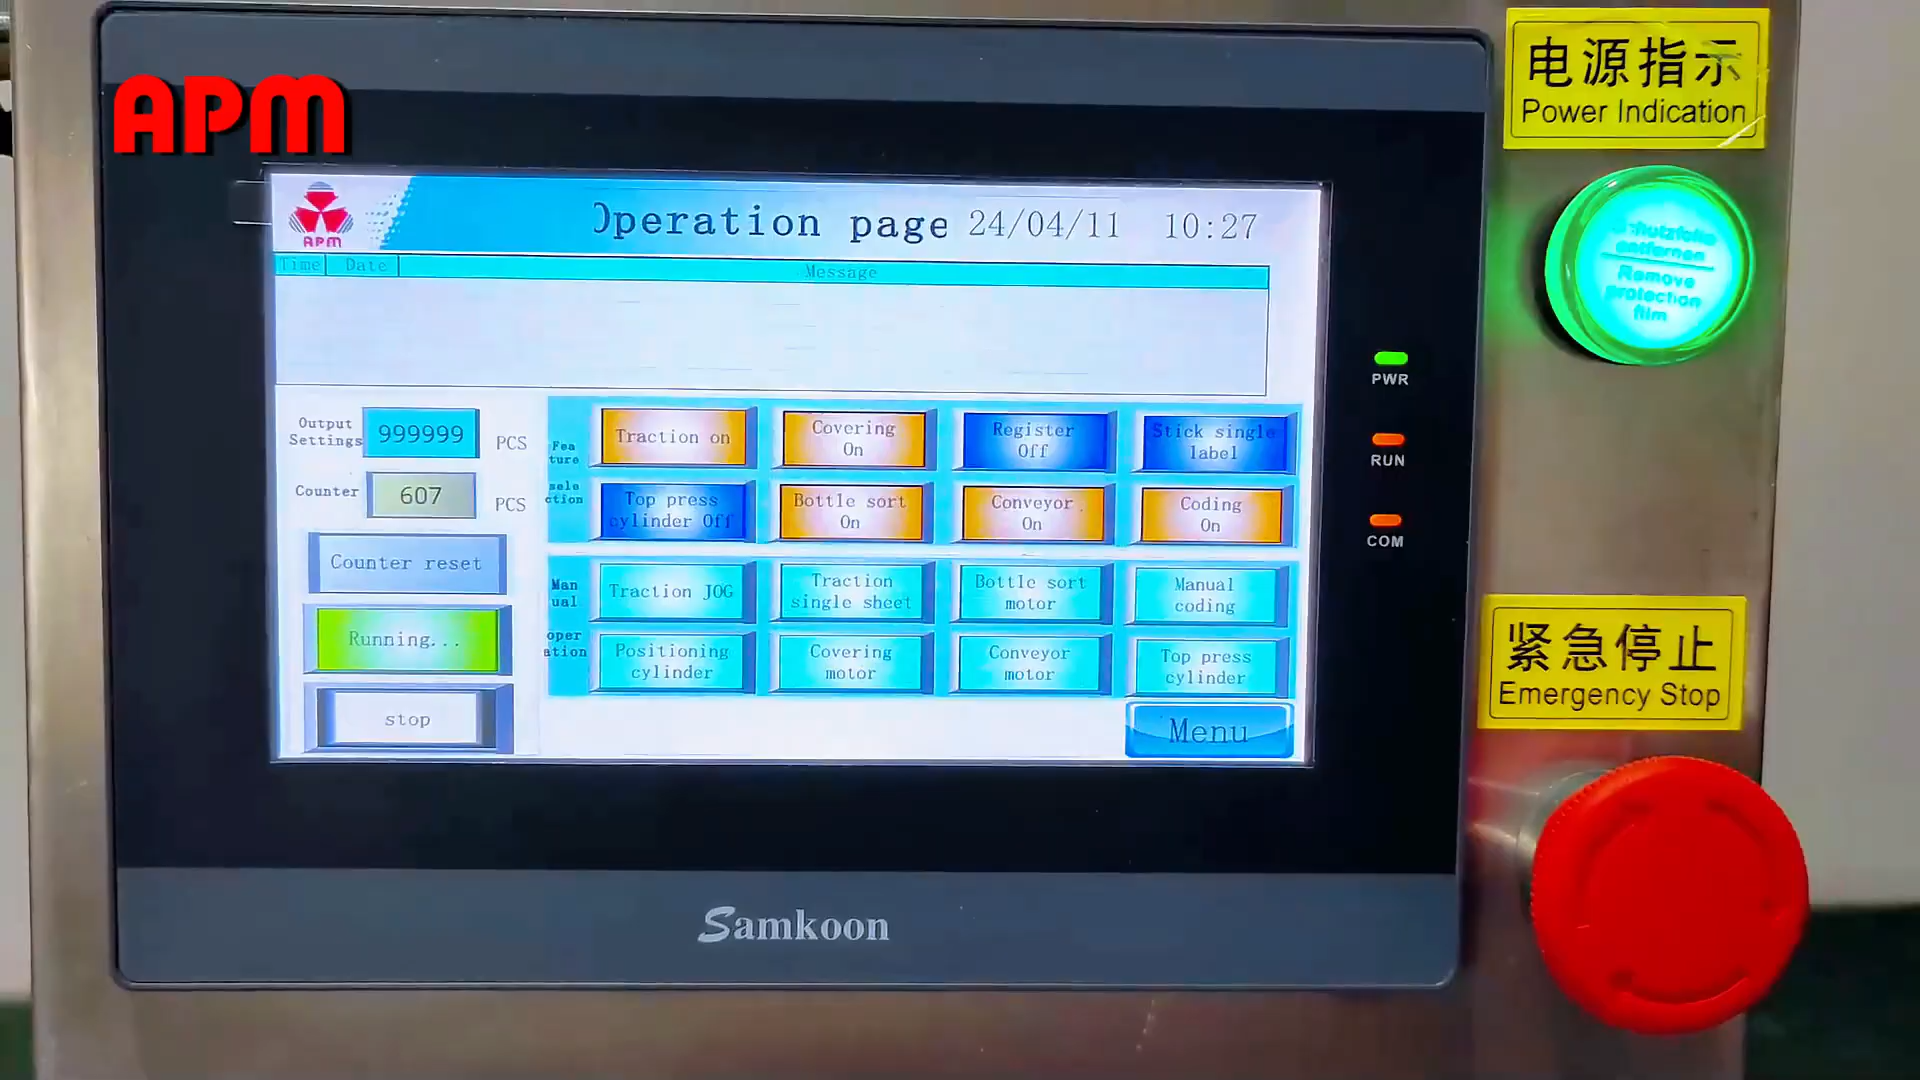 APM
APM
Operation page 24/04/11 10:27
Time Date Message
Output
Settings 999999 PCS
Counter 607 PCS
Counter reset
Running...
stop
Fea
ture
sele
ction
Traction on
Covering
On
Register
Off
Stick single
label
Top press
cylinder Off
Bottle sort
On
Conveyor
On
Coding
On
Man
ual
oper
ation
Traction JOG
Traction
single sheet
Bottle sort
motor
Manual
coding
Positioning
cylinder
Covering
motor
Conveyor
motor
Top press
cylinder
Menu
PWR
RUN
COM
Samkoon
电源指示
Power Indication
Schutzfolie
entfernen
Remove
protection
film
紧急停止
Emergency Stop